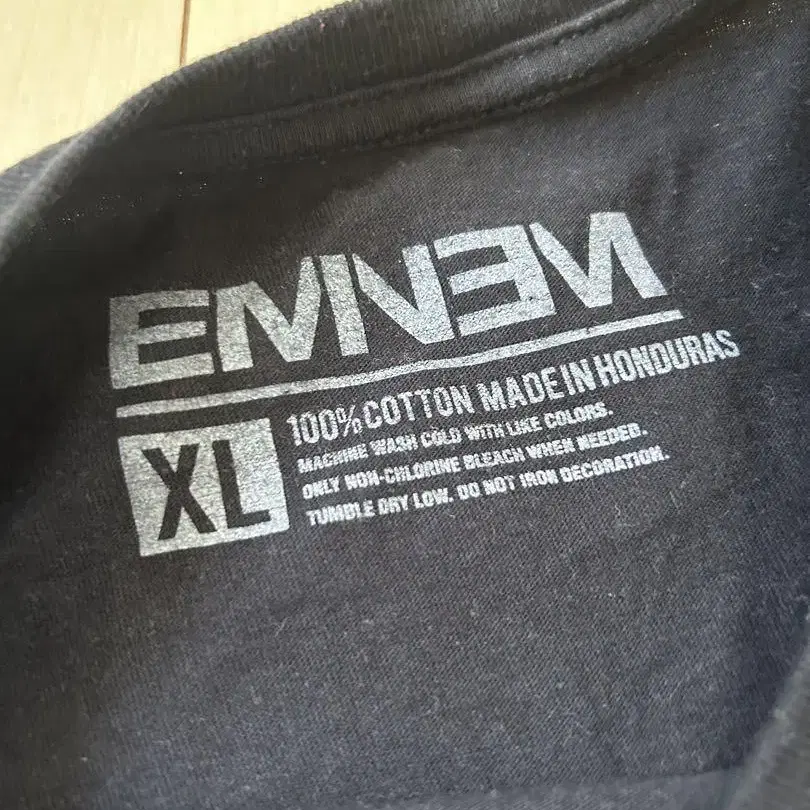 EMINEM
XL
100% COTTON MADE IN HONDURAS
MACHINE WASH COLD WITH LIKE COLORS.
ONLY NON-CHLORINE BLEACH WHEN NEEDED.
TUMBLE DRY LOW. DO NOT IRON DECORATION.